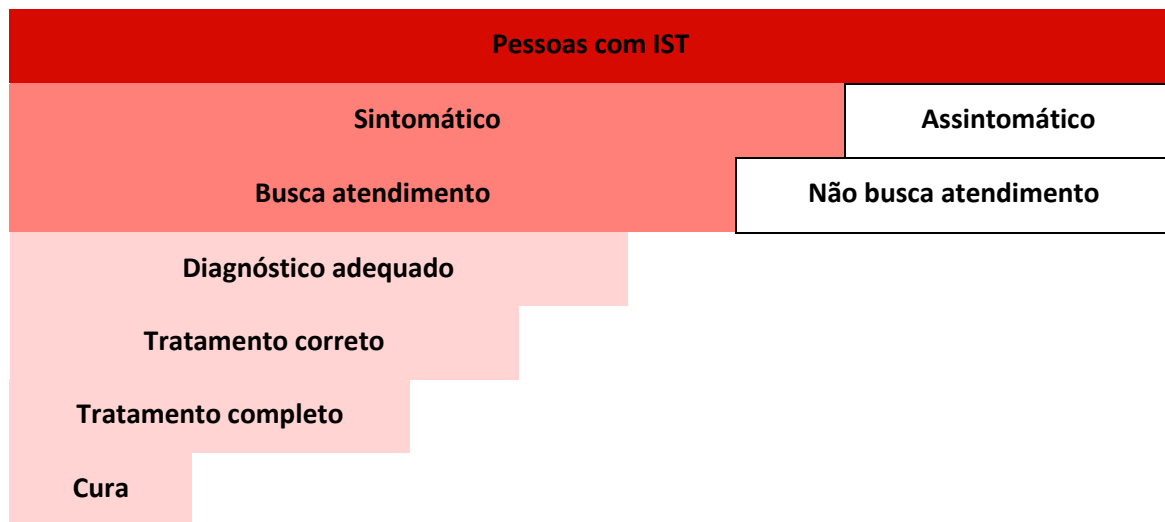 Pessoas com IST
Sintomático
Assintomático
Busca atendimento
Não busca atendimento
Diagnóstico adequado
Tratamento correto
Tratamento completo
Cura